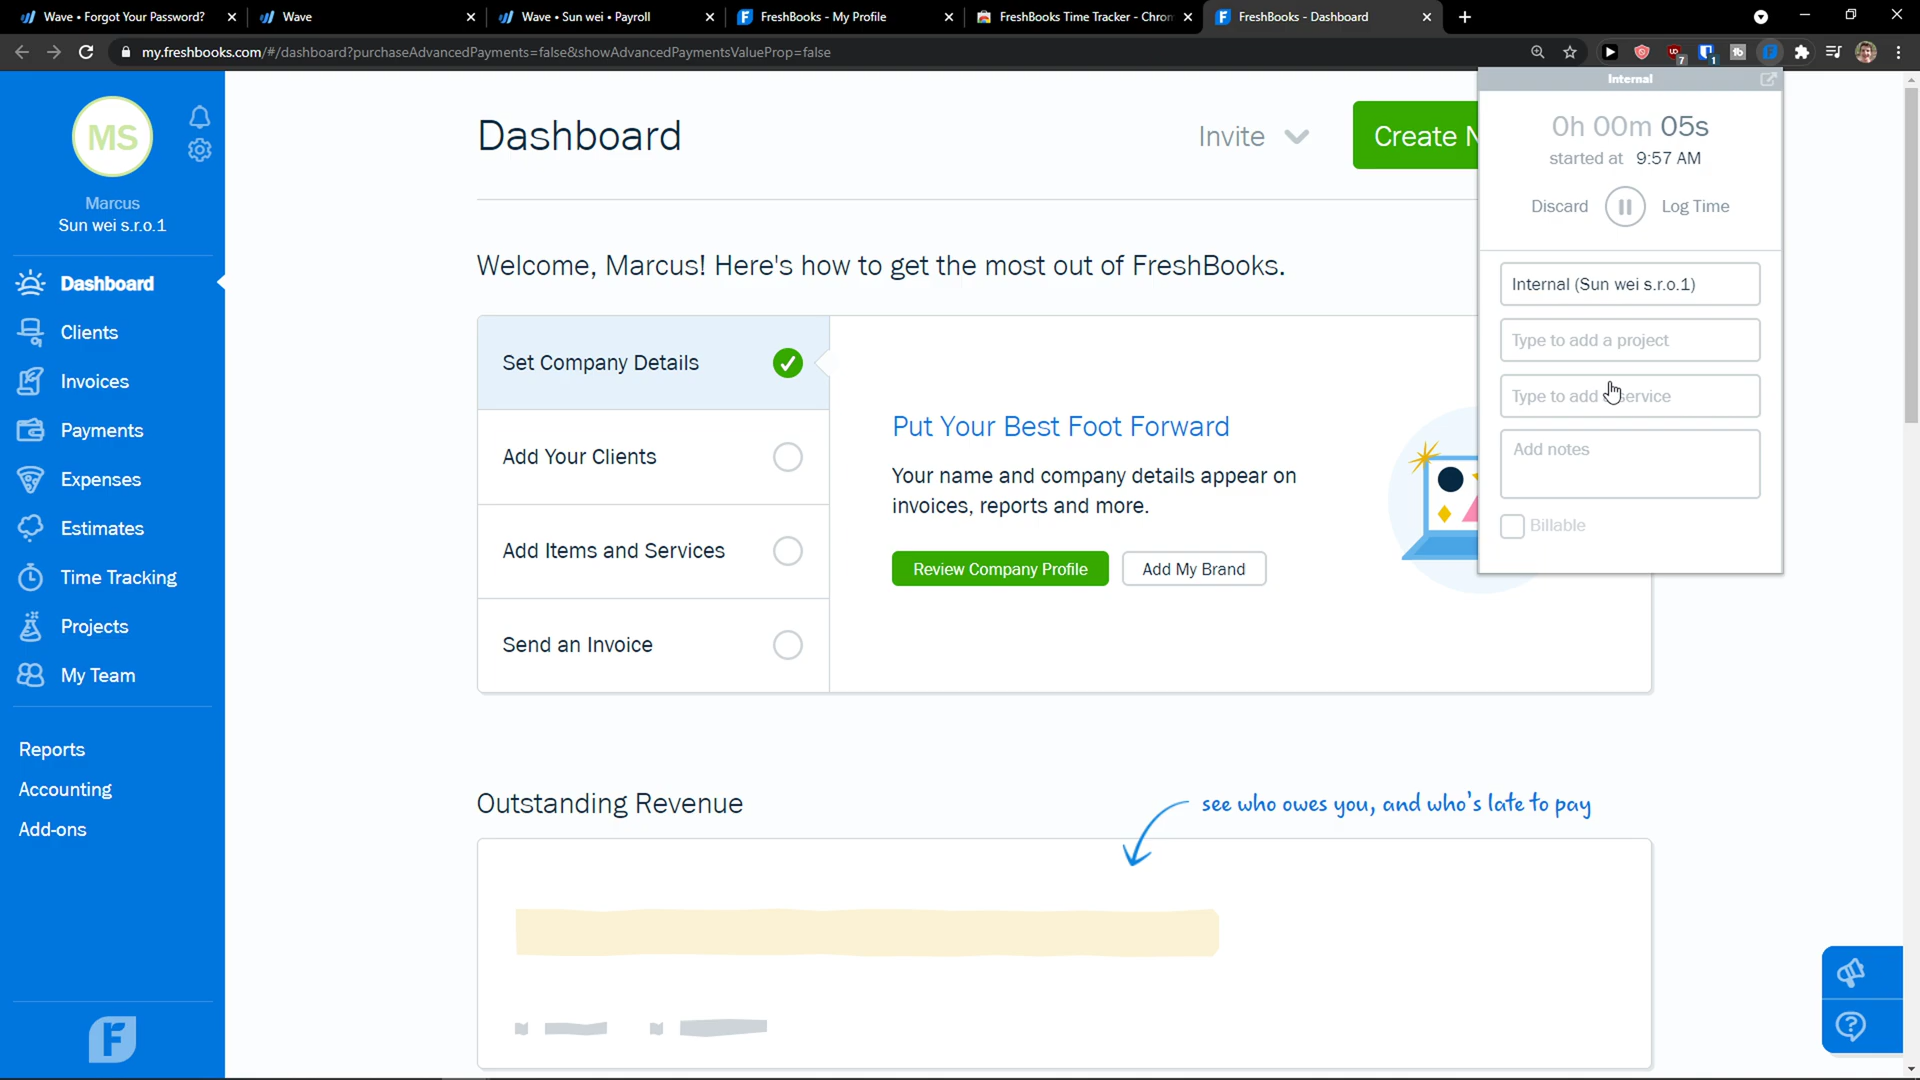 Wave • Forgot Your Password?
Wave
Wave • Sun wei • Payroll
FreshBooks - My Profile
FreshBooks Time Tracker - Chron
FreshBooks - Dashboard
my.freshbooks.com/#/dashboard?purchaseAdvancedPayments=false&showAdvancedPaymentsValueProp=false
7
1
MS
Marcus
Sun wei s.r.o.1
Dashboard
Clients
Invoices
Payments
Expenses
Estimates
Time Tracking
Projects
My Team
Reports
Accounting
Add-ons
F
Dashboard
Invite
Create N
Welcome, Marcus! Here's how to get the most out of FreshBooks.
Set Company Details
Add Your Clients
Add Items and Services
Send an Invoice
Put Your Best Foot Forward
Your name and company details appear on
invoices, reports and more.
Review Company Profile
Add My Brand
Outstanding Revenue
see who owes you, and who's late to pay
Internal
0h 00m 05s
started at 9:57 AM
Discard
Log Time
Internal (Sun wei s.r.o.1)
Type to add a project
Type to add service
Add notes
Billable